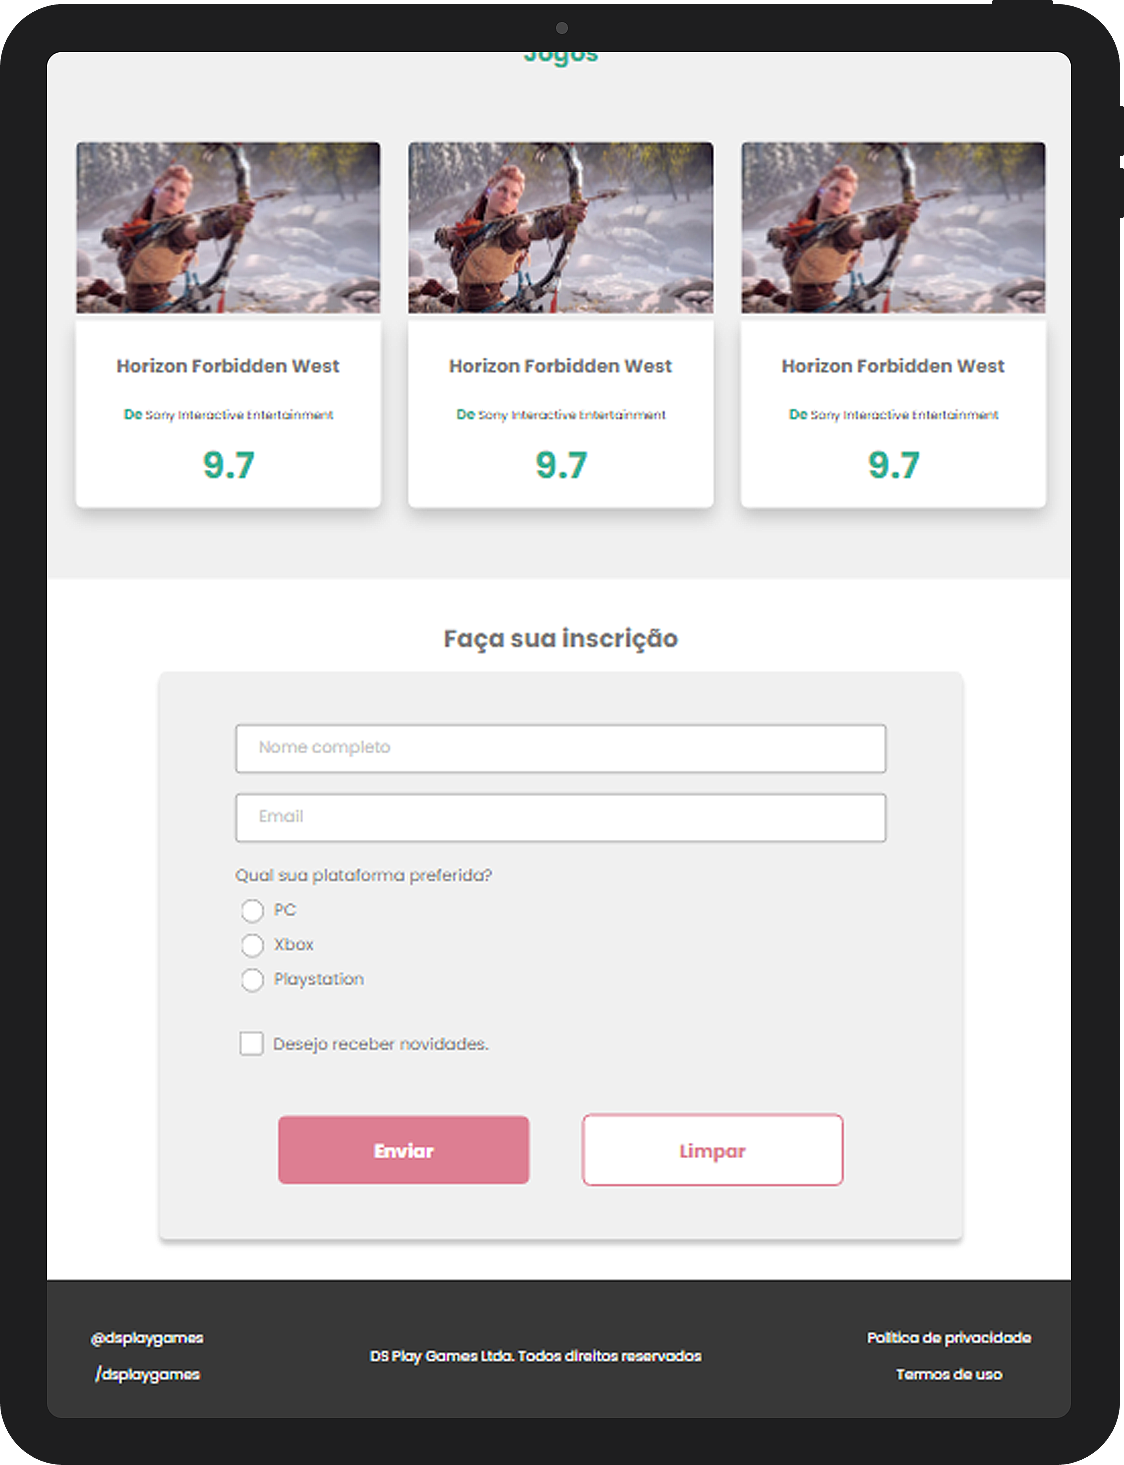 Jogos
Horizon Forbidden West
De Sony Interactive Entertainment
9.7
Horizon Forbidden West
De Sony Interactive Entertainment
9.7
Horizon Forbidden West
De Sony Interactive Entertainment
9.7
Faça sua inscrição
Nome completo
Email
Qual sua plataforma preferida?
PC
Xbox
Playstation
Desejo receber novidades.
Enviar
Limpar
@dsplaygames
/dsplaygames
DS Play Games Ltda. Todos direitos reservados
Política de privacidade
Termos de uso